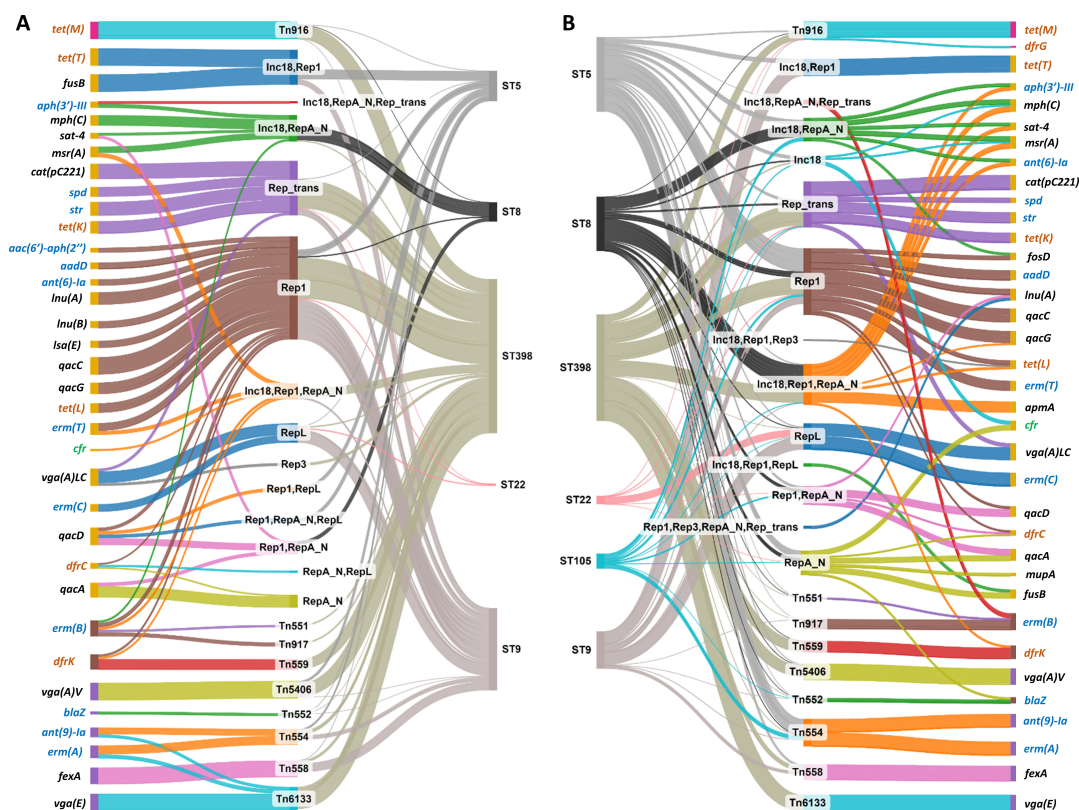 A
tet(M)
tet(T)
fusB
aph(3')-III
mph(C)
sat-4
msr(A)
cat(pC221)
spd
str
tet(K)
aac(6')-aph(2'')
aadD
ant(6)-Ia
lnu(A)
lnu(B)
lsa(E)
qacC
qacG
tet(L)
erm(T)
cfr
vga(A)LC
erm(C)
qacD
dfrC
qacA
erm(B)
dfrK
vga(A)V
blaZ
ant(9)-Ia
erm(A)
fexA
vga(E)
Tn916
Inc18,Rep1
Inc18,RepA_N,Rep_trans
Inc18,RepA_N
Rep_trans
Rep1
Inc18,Rep1,RepA_N
RepL
Rep3
Rep1,RepL
Rep1,RepA_N,RepL
Rep1,RepA_N
RepA_N,RepL
RepA_N
Tn551
Tn917
Tn559
Tn5406
Tn552
Tn554
Tn558
Tn6133
ST5
ST8
ST398
ST22
ST9
B
ST5
ST8
ST398
ST22
ST105
ST9
Tn916
Inc18,Rep1
Inc18,RepA_N,Rep_trans
Inc18,RepA_N
Inc18
Rep_trans
Rep1
Inc18,Rep1,Rep3
Inc18,Rep1,RepA_N
RepL
Inc18,Rep1,RepL
Rep1,RepA_N
Rep1,Rep3,RepA_N,Rep_trans
RepA_N
Tn551
Tn917
Tn559
Tn5406
Tn552
Tn554
Tn558
Tn6133
tet(M)
dfrG
tet(T)
aph(3')-III
mph(C)
sat-4
msr(A)
ant(6)-Ia
cat(pC221)
spd
str
tet(K)
fosD
aadD
lnu(A)
qacC
qacG
tet(L)
erm(T)
apmA
cfr
vga(A)LC
erm(C)
qacD
dfrC
qacA
mupA
fusB
erm(B)
dfrK
vga(A)V
blaZ
ant(9)-Ia
erm(A)
fexA
vga(E)